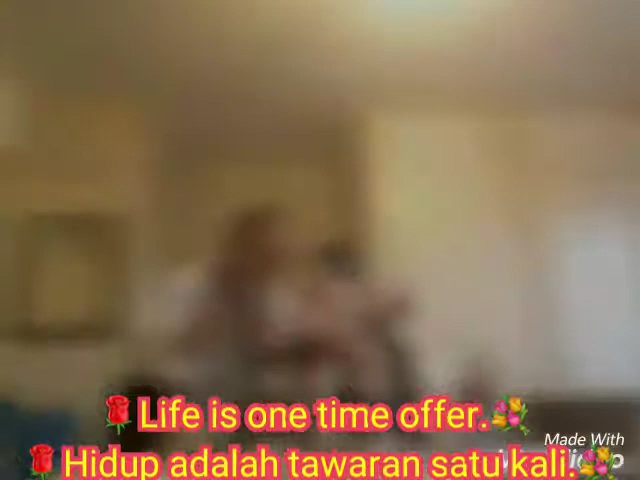 🌹Life is one time offer.💐
🌹Hidup adalah tawaran satu kali.💐
Made With